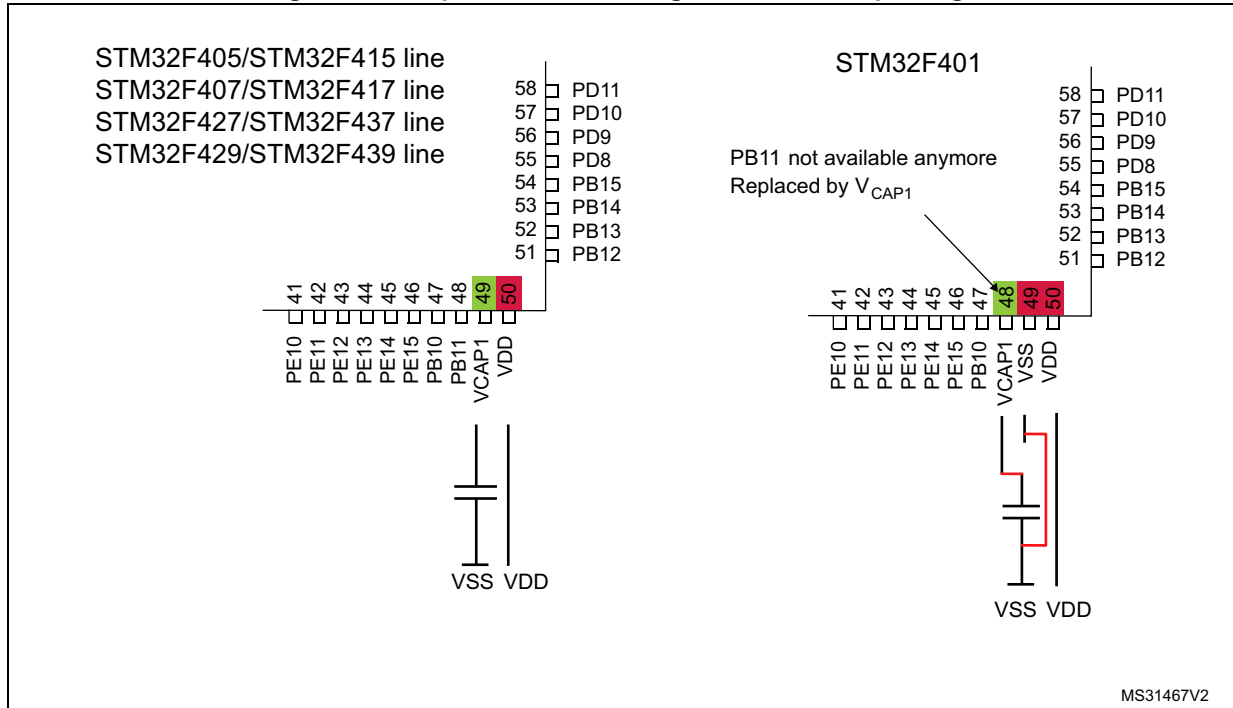 STM32F405/STM32F415 line
STM32F407/STM32F417 line
STM32F427/STM32F437 line
STM32F429/STM32F439 line
58 PD11
57 PD10
56 PD9
55 PD8
54 PB15
53 PB14
52 PB13
51 PB12
41 42 43 44 45 46 47 48 49 50
PE10 PE11 PE12 PE13 PE14 PE15 PB10 PB11 VCAP1 VDD
VSS VDD
STM32F401
PB11 not available anymore
Replaced by VCAP1
58 PD11
57 PD10
56 PD9
55 PD8
54 PB15
53 PB14
52 PB13
51 PB12
41 42 43 44 45 46 47 48 49 50
PE10 PE11 PE12 PE13 PE14 PE15 PB10 VCAP1 VSS VDD
VSS VDD
MS31467V2